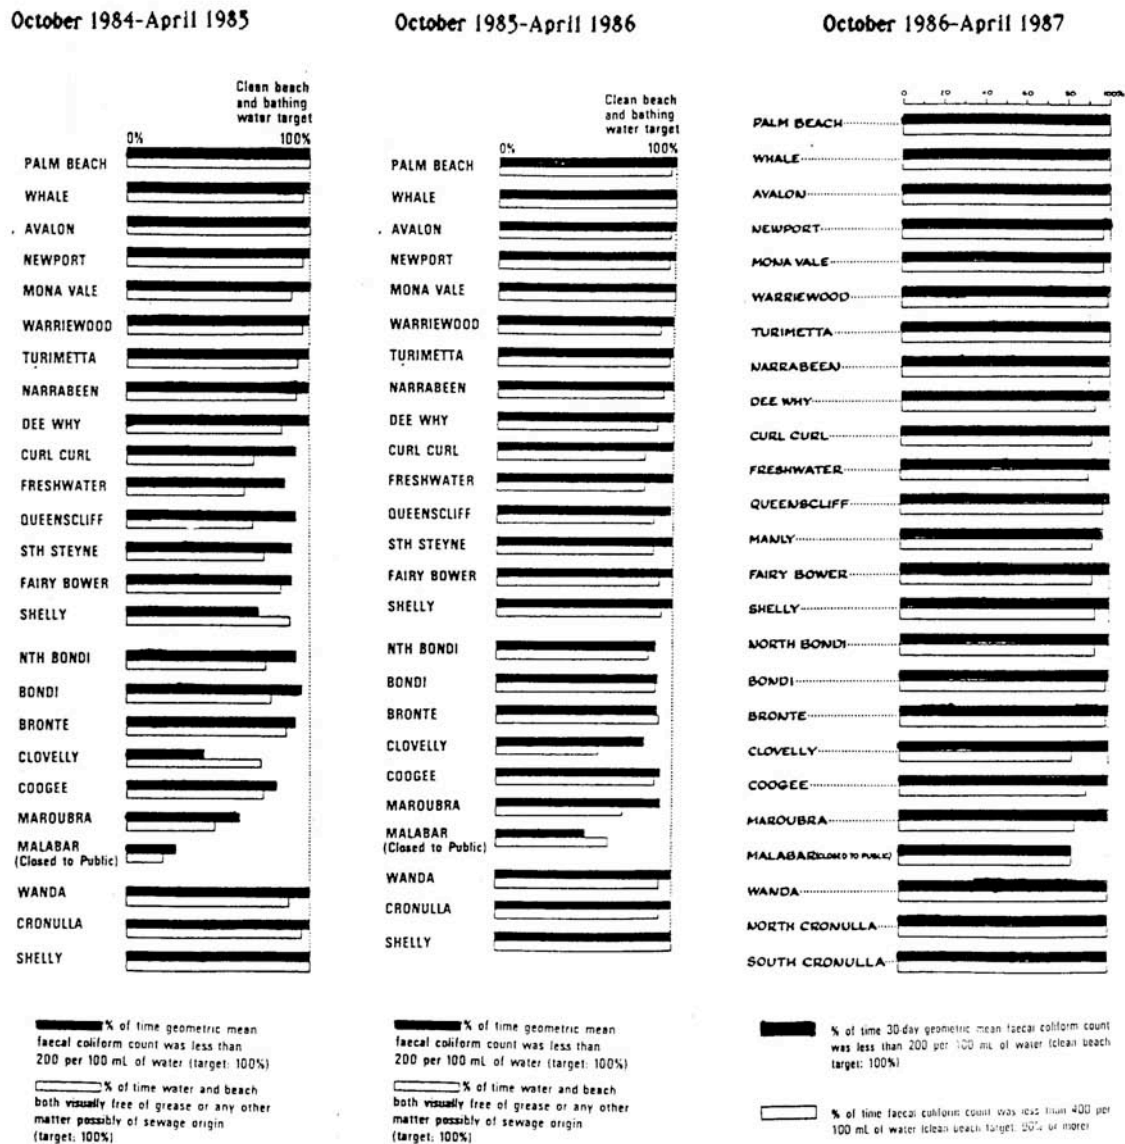 October 1984-April 1985
Clean beach
and bathing
water target
0% 100%
PALM BEACH
WHALE
AVALON
NEWPORT
MONA VALE
WARRIEWOOD
TURIMETTA
NARRABEEN
DEE WHY
CURL CURL
FRESHWATER
QUEENSCLIFF
STH STEYNE
FAIRY BOWER
SHELLY
NTH BONDI
BONDI
BRONTE
CLOVELLY
COOGEE
MAROUBRA
MALABAR
(Closed to Public)
WANDA
CRONULLA
SHELLY
% of time geometric mean
faecal coliform count was less than
200 per 100 mL of water (target: 100%)
% of time water and beach
both visually free of grease or any other
matter possibly of sewage origin
(target: 100%)
October 1985-April 1986
Clean beach
and bathing
water target
0% 100%
PALM BEACH
WHALE
AVALON
NEWPORT
MONA VALE
WARRIEWOOD
TURIMETTA
NARRABEEN
DEE WHY
CURL CURL
FRESHWATER
QUEENSCLIFF
STH STEYNE
FAIRY BOWER
SHELLY
NTH BONDI
BONDI
BRONTE
CLOVELLY
COOGEE
MAROUBRA
MALABAR
(Closed to Public)
WANDA
CRONULLA
SHELLY
% of time geometric mean
faecal coliform count was less than
200 per 100 mL of water (target: 100%)
% of time water and beach
both visually free of grease or any other
matter possibly of sewage origin
(target: 100%)
October 1986-April 1987
0 20 40 60 80 100%
PALM BEACH
WHALE
AVALON
NEWPORT
MONA VALE
WARRIEWOOD
TURIMETTA
NARRABEEN
DEE WHY
CURL CURL
FRESHWATER
QUEENSCLIFF
MANLY
FAIRY BOWER
SHELLY
NORTH BONDI
BONDI
BRONTE
CLOVELLY
COOGEE
MAROUBRA
MALABAR (CLOSED TO PUBLIC)
WANDA
NORTH CRONULLA
SOUTH CRONULLA
% of time 30-day geometric mean faecal coliform count
was less than 200 per 100 mL of water (clean beach
target: 100%)
% of time faecal coliform count was less than 400 per
100 mL of water (clean beach target: 90% or more)